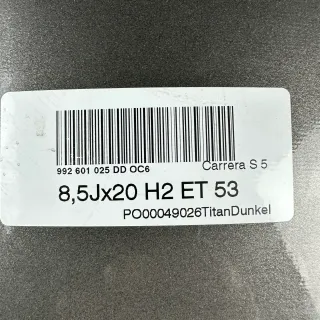 992 601 025 DD OC6
Carrera S 5
8,5Jx20 H2 ET 53
PO00049026TitanDunkel